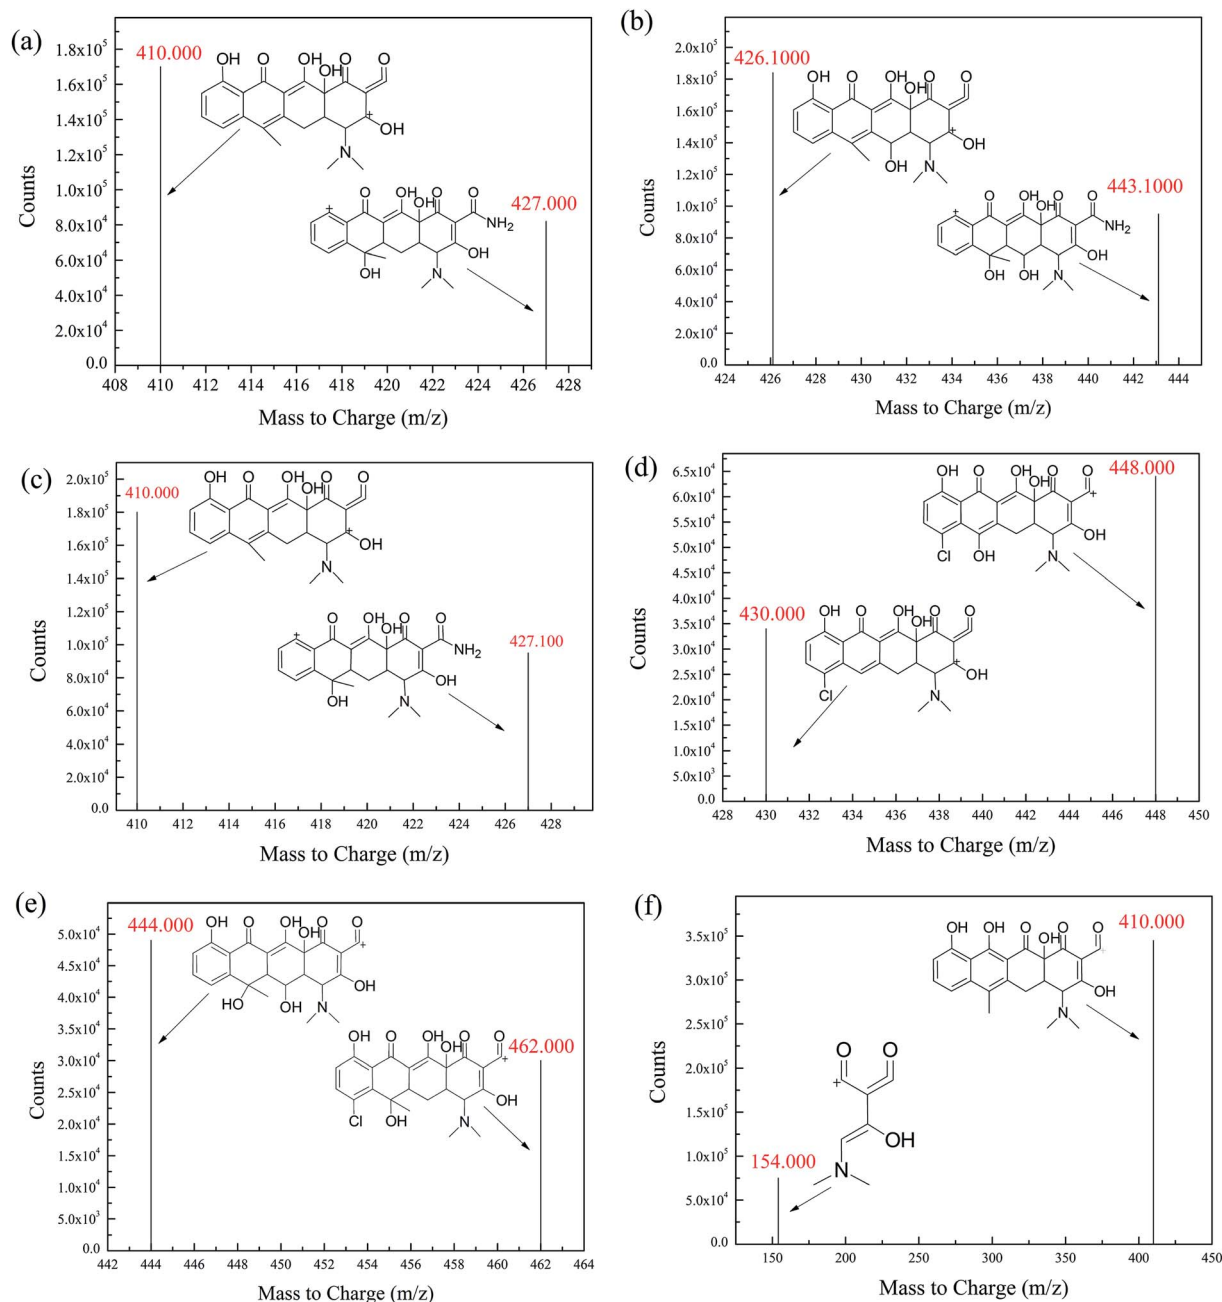 (a)
410.000
427.000
OH O OH OH O O
OH
N
O OH OH O O
NH2
OH
OH
N
Counts
1.8x10^5
1.6x10^5
1.4x10^5
1.2x10^5
1.0x10^5
8.0x10^4
6.0x10^4
4.0x10^4
2.0x10^4
0.0
408 410 412 414 416 418 420 422 424 426 428
Mass to Charge (m/z)
(b)
426.1000
443.1000
OH O OH OH O O
OH
OH
N
O OH OH O O
NH2
OH
OH OH N
Counts
2.0x10^5
1.8x10^5
1.6x10^5
1.4x10^5
1.2x10^5
1.0x10^5
8.0x10^4
6.0x10^4
4.0x10^4
2.0x10^4
0.0
424 426 428 430 432 434 436 438 440 442 444
Mass to Charge (m/z)
(c)
410.000
427.100
OH O OH OH O O
OH
N
O OH OH O O
NH2
OH
OH N
Counts
2.0x10^5
1.8x10^5
1.6x10^5
1.4x10^5
1.2x10^5
1.0x10^5
8.0x10^4
6.0x10^4
4.0x10^4
2.0x10^4
0.0
410 412 414 416 418 420 422 424 426 428
Mass to Charge (m/z)
(d)
448.000
430.000
OH O OH OH O O
OH
Cl OH N
OH O OH OH O O
OH
Cl N
Counts
6.5x10^4
6.0x10^4
5.5x10^4
5.0x10^4
4.5x10^4
4.0x10^4
3.5x10^4
3.0x10^4
2.5x10^4
2.0x10^4
1.5x10^4
1.0x10^4
5.0x10^3
0.0
428 430 432 434 436 438 440 442 444 446 448 450
Mass to Charge (m/z)
(e)
444.000
462.000
OH O OH OH O O
OH
HO OH N
OH O OH OH O O
OH
Cl OH N
Counts
5.0x10^4
4.5x10^4
4.0x10^4
3.5x10^4
3.0x10^4
2.5x10^4
2.0x10^4
1.5x10^4
1.0x10^4
5.0x10^3
0.0
442 444 446 448 450 452 454 456 458 460 462 464
Mass to Charge (m/z)
(f)
410.000
154.000
OH OH O OH O O
OH
N
O O
OH
N
Counts
3.5x10^5
3.0x10^5
2.5x10^5
2.0x10^5
1.5x10^5
1.0x10^5
5.0x10^4
0.0
150 200 250 300 350 400 450
Mass to Charge (m/z)